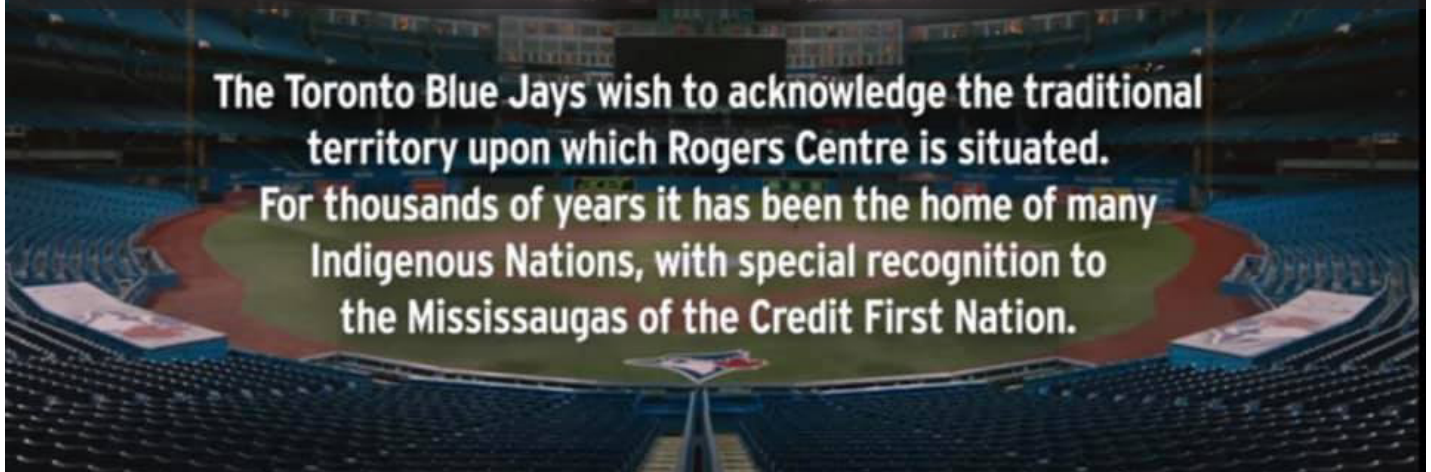 The Toronto Blue Jays wish to acknowledge the traditional
territory upon which Rogers Centre is situated.
For thousands of years it has been the home of many
Indigenous Nations, with special recognition to
the Mississaugas of the Credit First Nation.